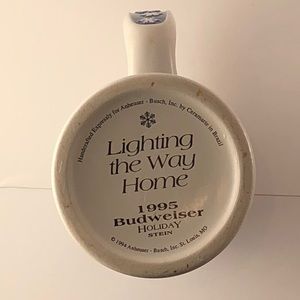 Handcrafted Expressly for Anheuser - Busch, Inc. by Ceramarte in Brazil
Lighting
the Way
Home
1995
Budweiser
HOLIDAY
STEIN
© 1994 Anheuser - Busch, Inc. St. Louis, MO